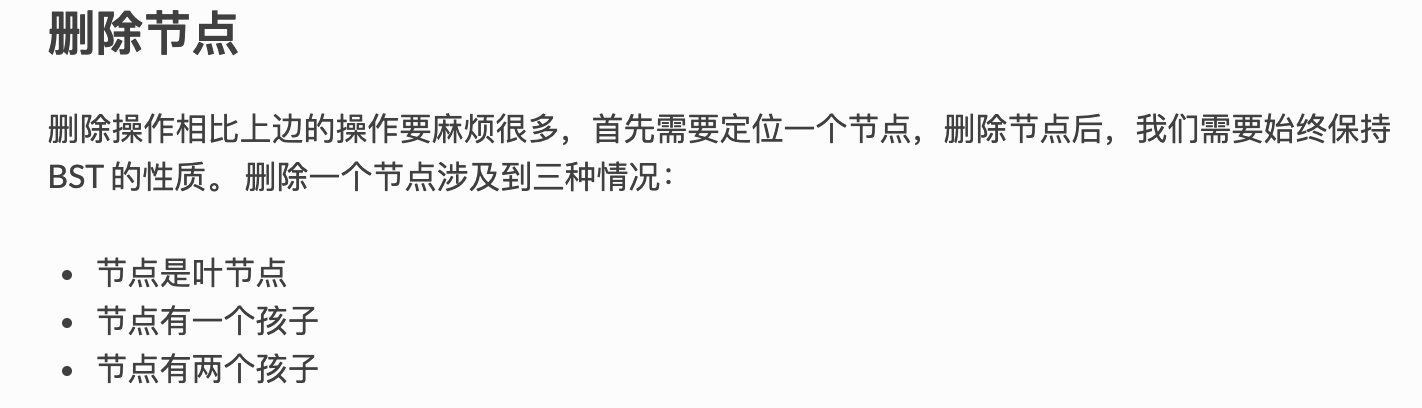 删除节点
删除操作相比上边的操作要麻烦很多，首先需要定位一个节点，删除节点后，我们需要始终保持
BST 的性质。 删除一个节点涉及到三种情况：
• 节点是叶节点
• 节点有一个孩子
• 节点有两个孩子